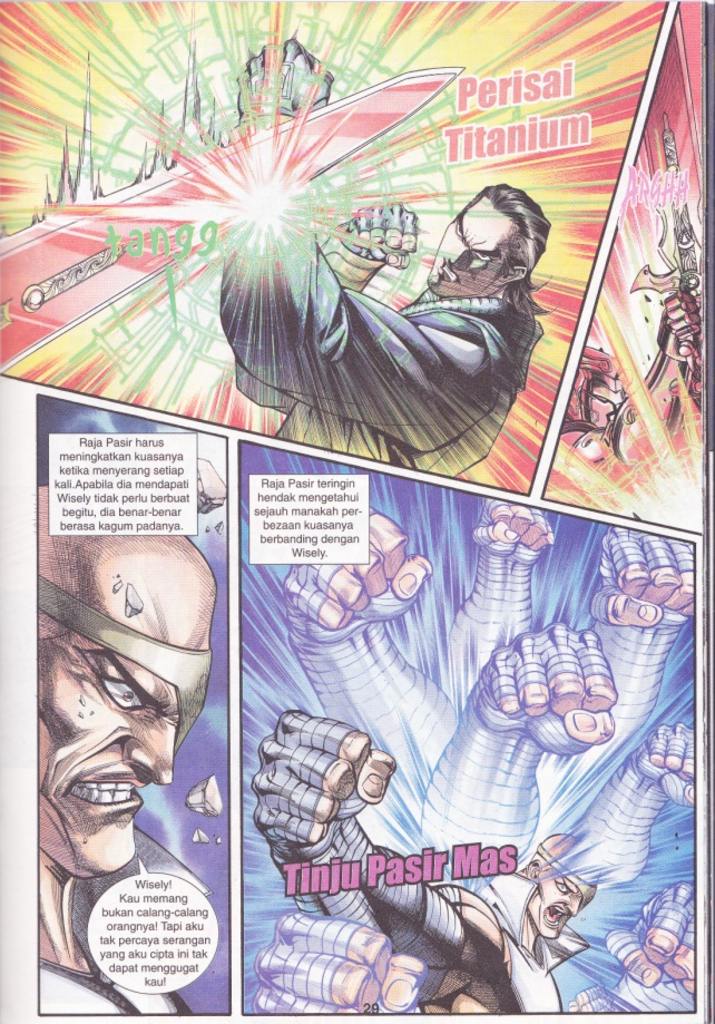 Perisai
Titanium
tangg
AARGHH
Raja Pasir harus
meningkatkan kuasanya
ketika menyerang setiap
kali.Apabila dia mendapati
Wisely tidak perlu berbuat
begitu, dia benar-benar
berasa kagum padanya.
Raja Pasir teringin
hendak mengetahui
sejauh manakah per-
bezaan kuasanya
berbanding dengan
Wisely.
Wisely!
Kau memang
bukan calang-calang
orangnya! Tapi aku
tak percaya serangan
yang aku cipta ini tak
dapat menggugat
kau!
Tinju Pasir Mas
29